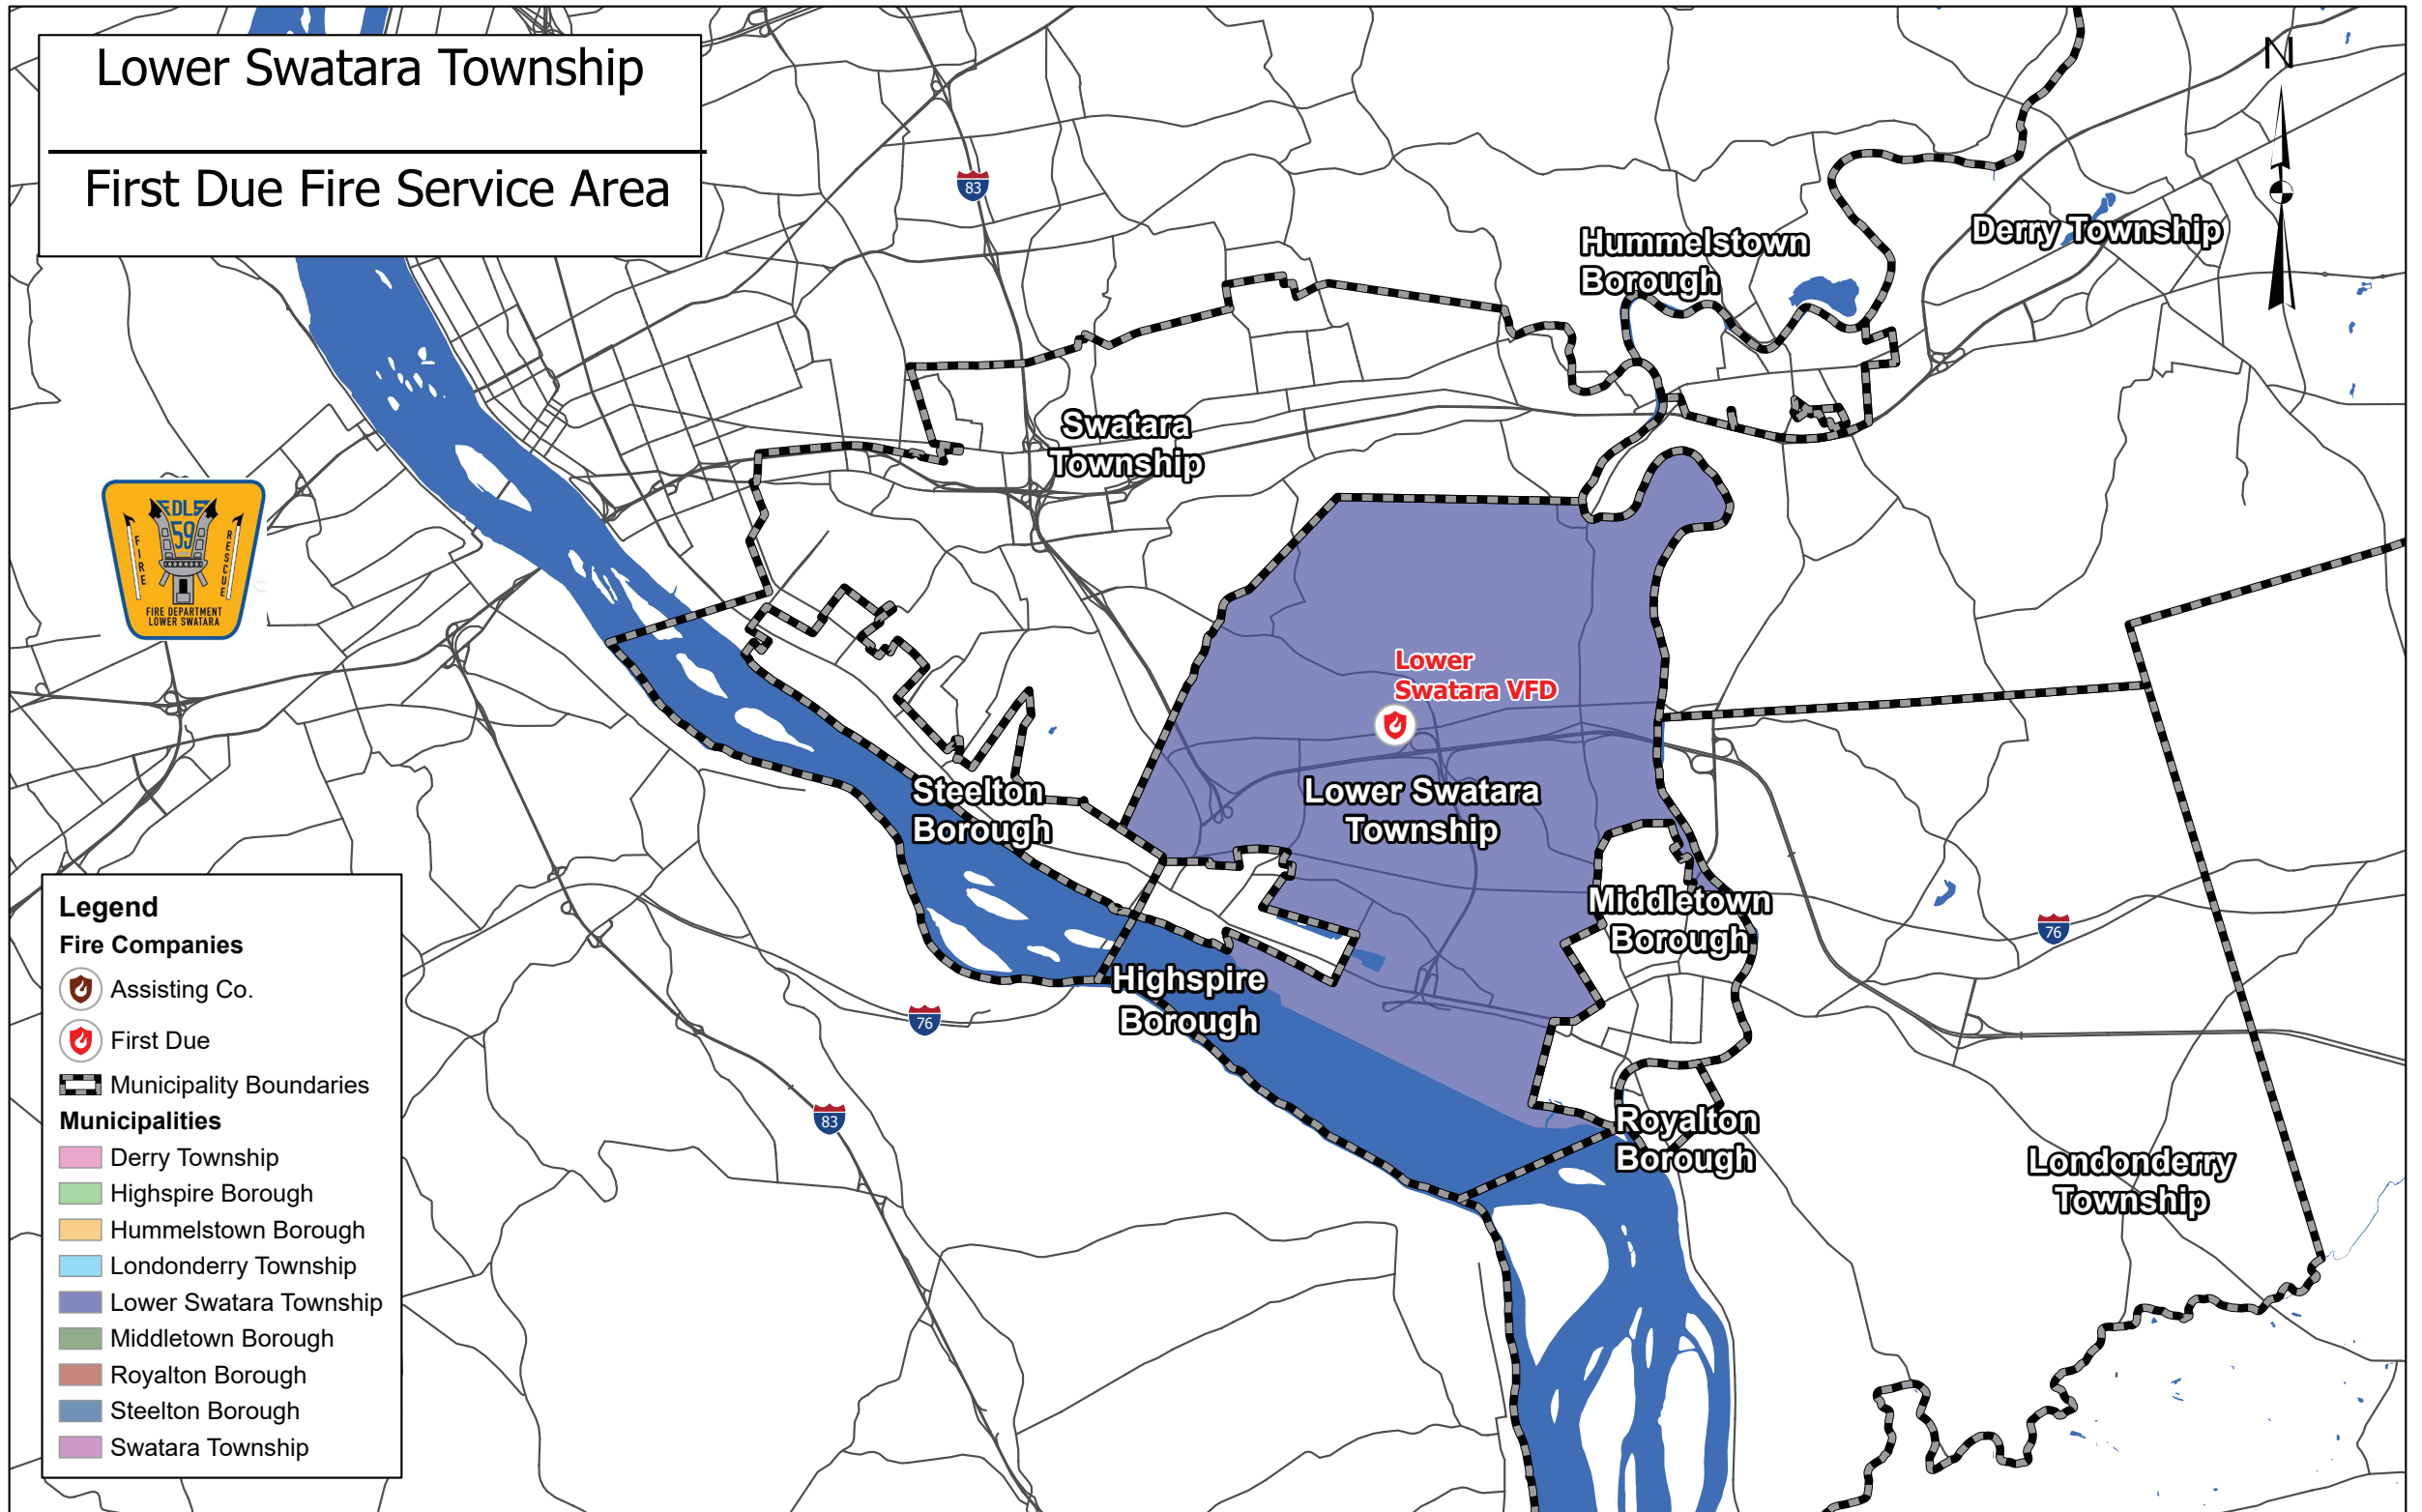 Lower Swatara Township
First Due Fire Service Area
N
83
Hummelstown
Borough
Derry Township
Swatara
Township
59
FIRE
RESCUE
FIRE DEPARTMENT
LOWER SWATARA
Lower
Swatara VFD
Steelton
Borough
Lower Swatara
Township
Middletown
Borough
76
Highspire
Borough
76
83
Royalton
Borough
Londonderry
Township
Legend
Fire Companies
Assisting Co.
First Due
Municipality Boundaries
Municipalities
Derry Township
Highspire Borough
Hummelstown Borough
Londonderry Township
Lower Swatara Township
Middletown Borough
Royalton Borough
Steelton Borough
Swatara Township